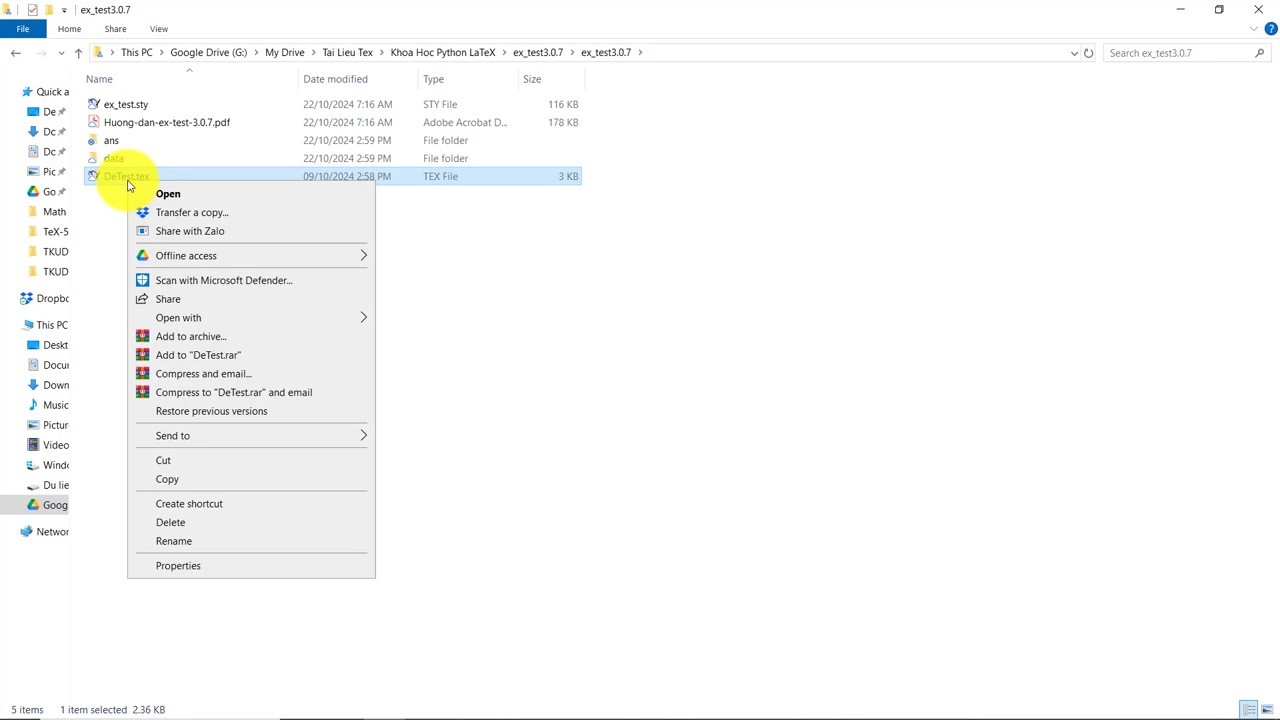 ex_test3.0.7
File Home Share View
This PC Google Drive (G:) My Drive Tai Lieu Tex Khoa Hoc Python LaTeX ex_test3.0.7 ex_test3.0.7
Search ex_test3.0.7
Name Date modified Type Size
Quick a
De
Dc
Dc
Pic
Go
Math
TeX-5
TKUD
TKUD
Dropbo
This PC
Deskt
Docu
Down
Music
Pictur
Video
Windo
Du lie
Goog
Networ
ex_test.sty 22/10/2024 7:16 AM STY File 116 KB
Huong-dan-ex-test-3.0.7.pdf 22/10/2024 7:16 AM Adobe Acrobat D... 178 KB
ans 22/10/2024 2:59 PM File folder
data 22/10/2024 2:59 PM File folder
DeTest.tex 09/10/2024 2:58 PM TEX File 3 KB
Open
Transfer a copy...
Share with Zalo
Offline access
Scan with Microsoft Defender...
Share
Open with
Add to archive...
Add to "DeTest.rar"
Compress and email...
Compress to "DeTest.rar" and email
Restore previous versions
Send to
Cut
Copy
Create shortcut
Delete
Rename
Properties
5 items 1 item selected 2.36 KB